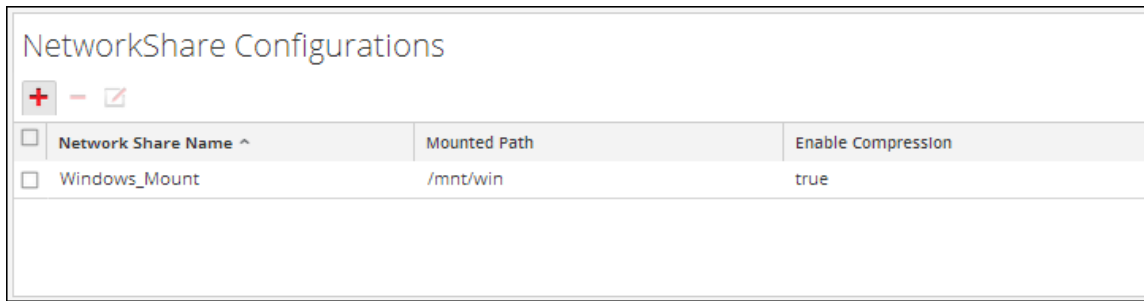 NetworkShare Configurations
Network Share Name ^ Mounted Path Enable Compression
Windows_Mount /mnt/win true